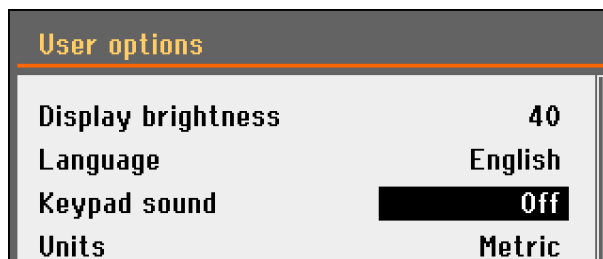 User options
Display brightness 40
Language English
Keypad sound Off
Units Metric